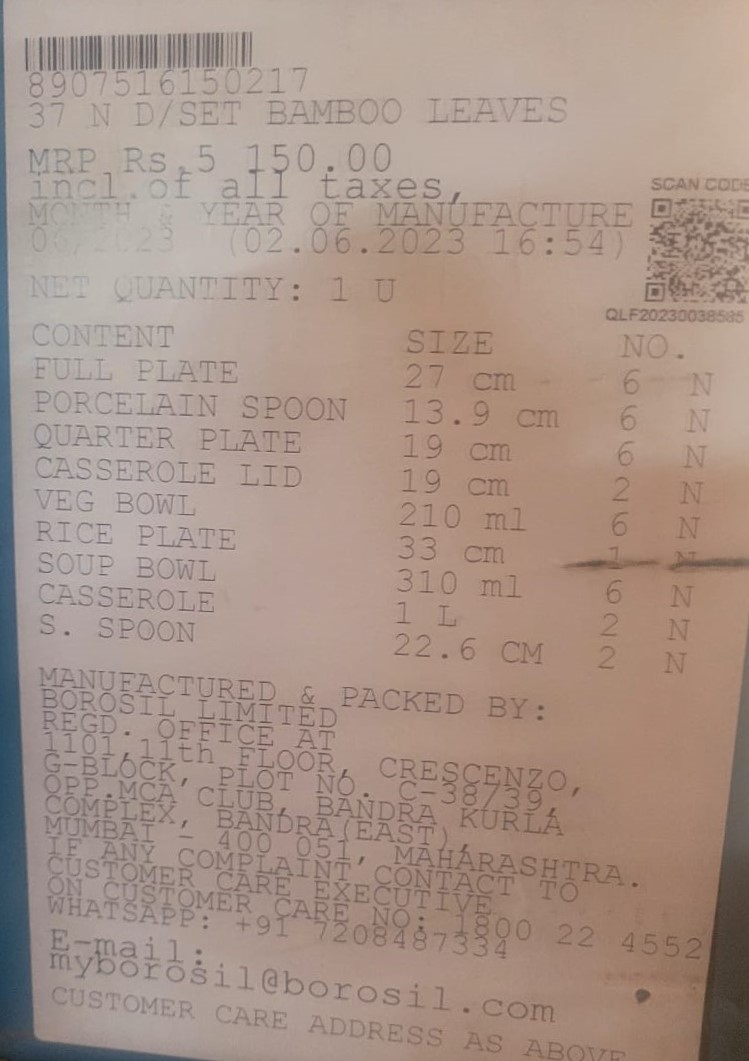 8907516150217
37 N D/SET BAMBOO LEAVES
MRP Rs.5 150.00
incl.of all taxes,
SCAN CODE
MONTH & YEAR OF MANUFACTURE
06/2023 (02.06.2023 16:54)
NET QUANTITY: 1 U
QLF20230038585
CONTENT SIZE NO.
FULL PLATE 27 cm 6 N
PORCELAIN SPOON 13.9 cm 6 N
QUARTER PLATE 19 cm 6 N
CASSEROLE LID 19 cm 2 N
VEG BOWL 210 ml 6 N
RICE PLATE 33 cm 1 N
SOUP BOWL 310 ml 6 N
CASSEROLE 1 L 2 N
S. SPOON 22.6 CM 2 N
MANUFACTURED & PACKED BY:
BOROSIL LIMITED
REGD. OFFICE AT
1101,11th FLOOR, CRESCENZO,
G-BLOCK, PLOT NO. C-38/39,
OPP.MCA CLUB, BANDRA KURLA
COMPLEX, BANDRA(EAST),
MUMBAI - 400 051, MAHARASHTRA.
IF ANY COMPLAINT CONTACT TO
CUSTOMER CARE EXECUTIVE
ON CUSTOMER CARE NO: 1800 22 4552
WHATSAPP: +91 7208487334
E-mail:
myborosil@borosil.com
CUSTOMER CARE ADDRESS AS ABOVE